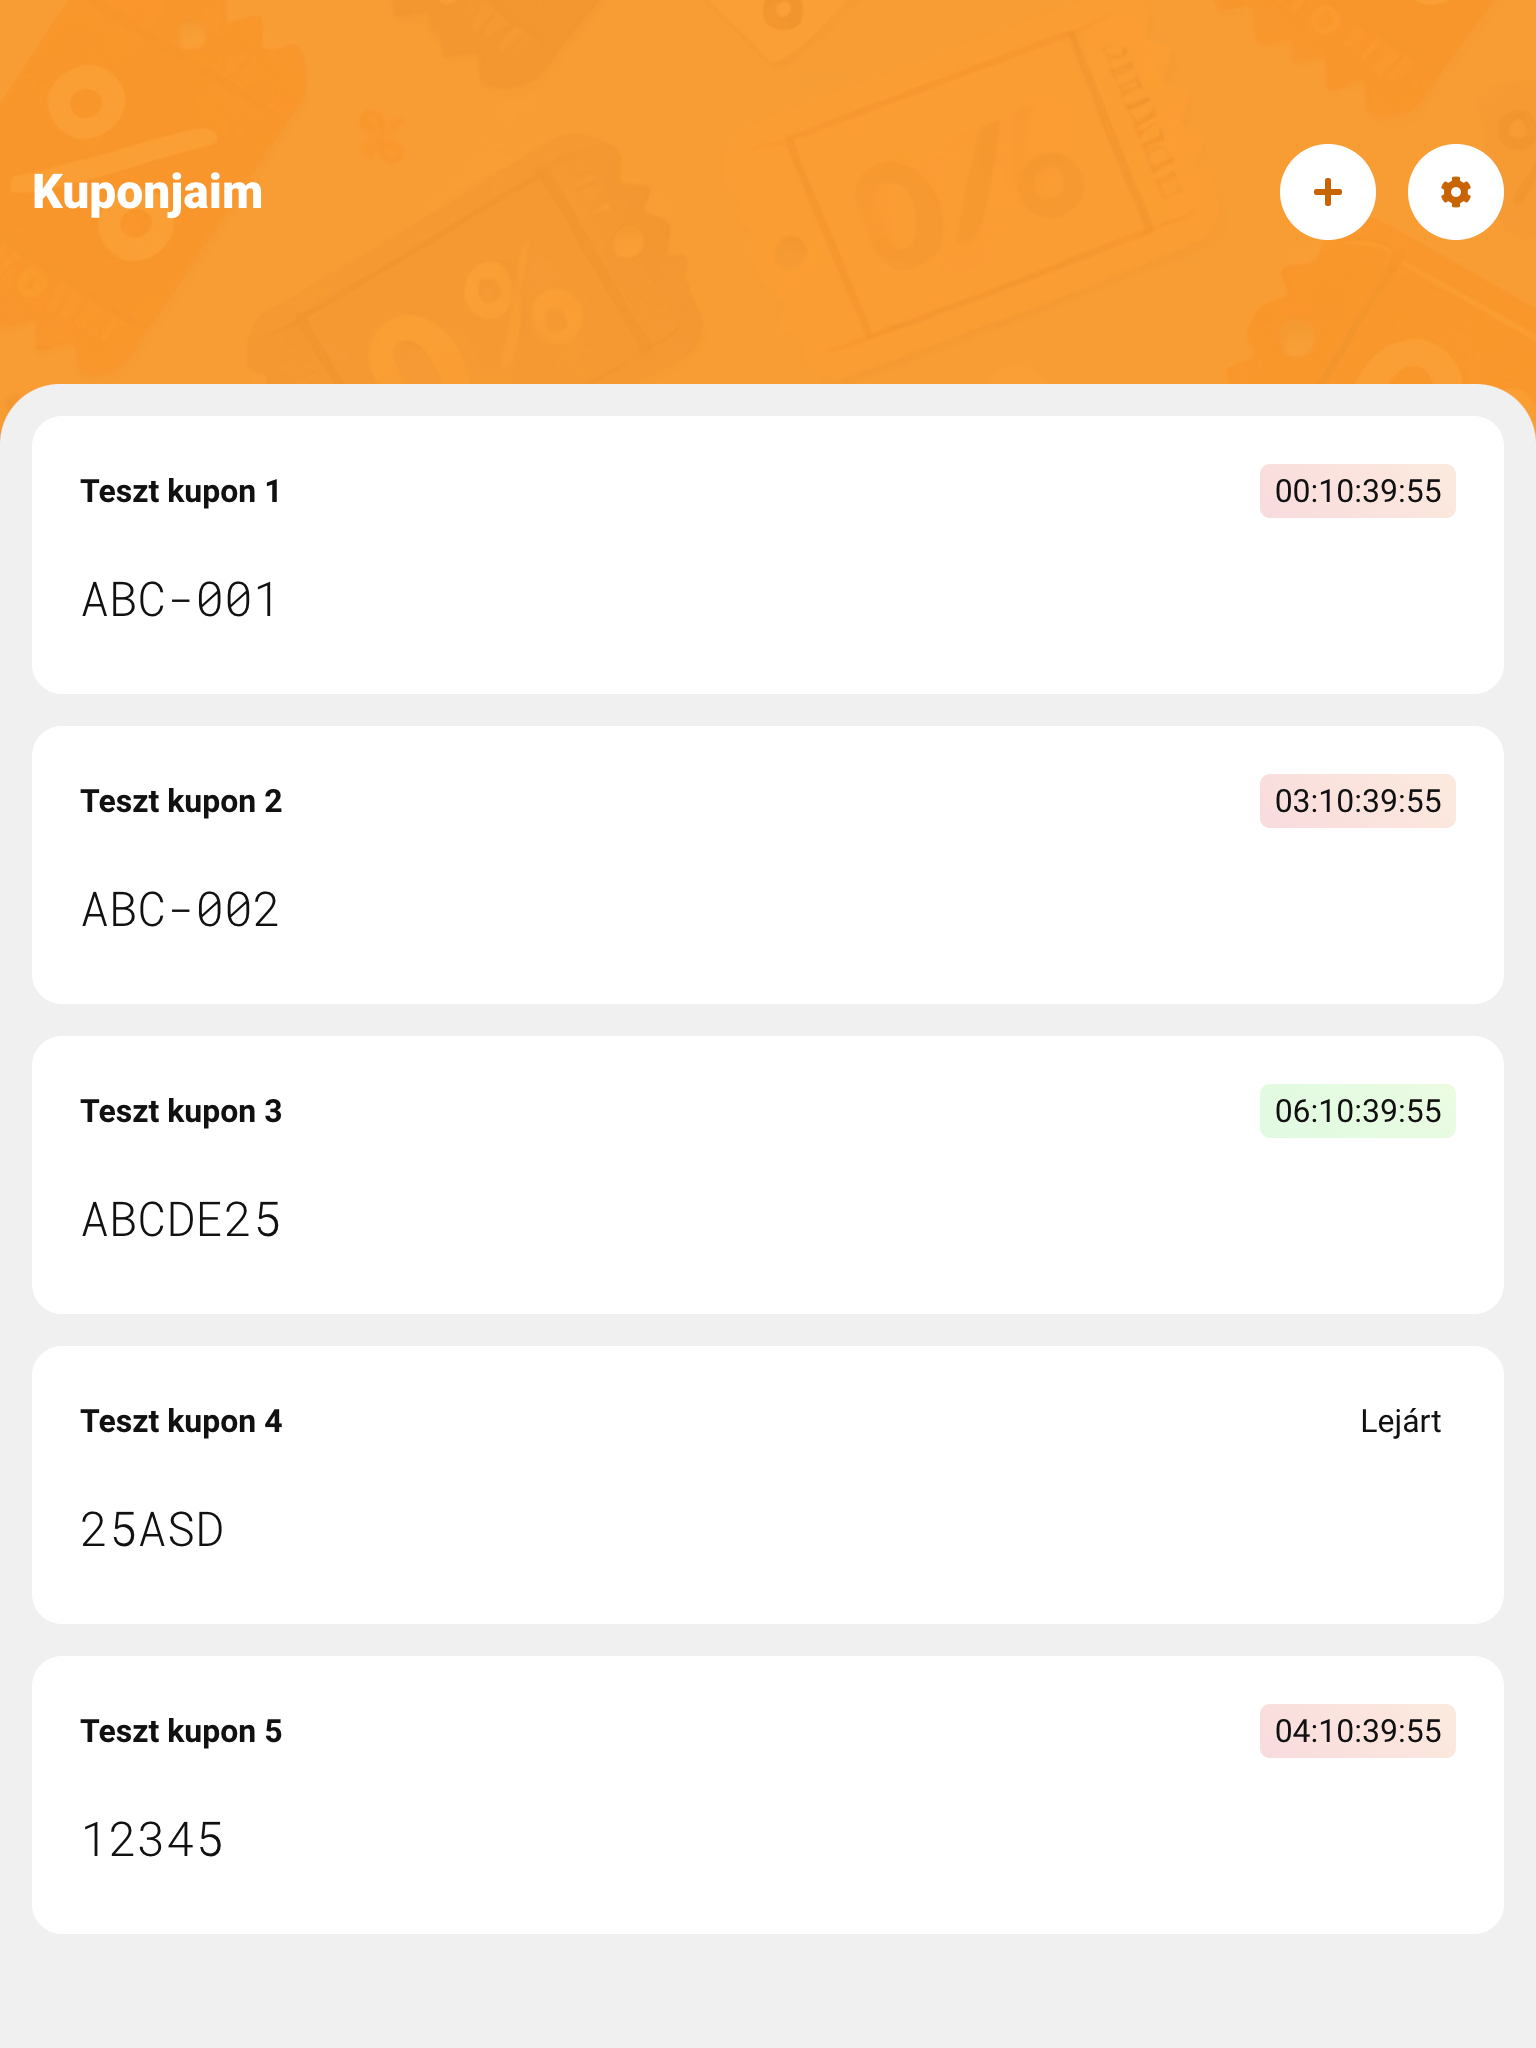 Kuponjaim
Teszt kupon 1
00:10:39:55
ABC-001
Teszt kupon 2
03:10:39:55
ABC-002
Teszt kupon 3
06:10:39:55
ABCDE25
Teszt kupon 4
Lejárt
25ASD
Teszt kupon 5
04:10:39:55
12345